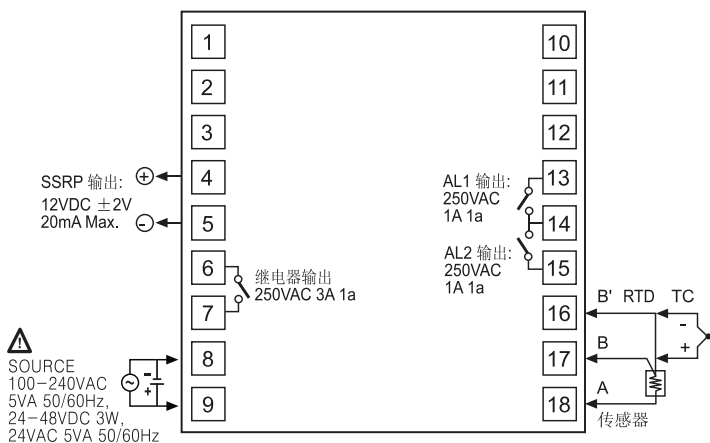 1
2
3
4
5
6
7
8
9
10
11
12
13
14
15
16
17
18
SSRP 输出:
12VDC ±2V
20mA Max.
+
-
继电器输出
250VAC 3A 1a
SOURCE
100-240VAC
5VA 50/60Hz,
24-48VDC 3W,
24VAC 5VA 50/60Hz
-
+
AL1 输出:
250VAC
1A 1a
AL2 输出:
250VAC
1A 1a
B' RTD TC
-
+
B
A
传感器